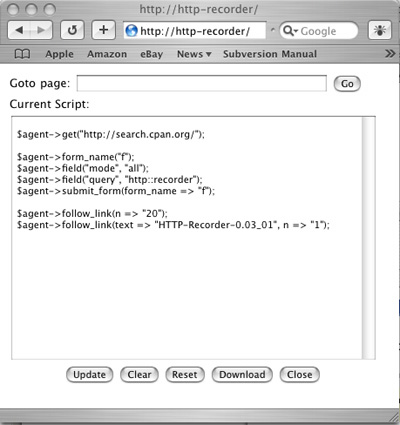 http://http-recorder/
http://http-recorder/
Google
Apple Amazon eBay News ▼ Subversion Manual »
Goto page: Go
Current Script:
$agent->get("http://search.cpan.org/");
$agent->form_name("f");
$agent->field("mode", "all");
$agent->field("query", "http::recorder");
$agent->submit_form(form_name => "f");
$agent->follow_link(n => "20");
$agent->follow_link(text => "HTTP-Recorder-0.03_01", n => "1");
Update Clear Reset Download Close